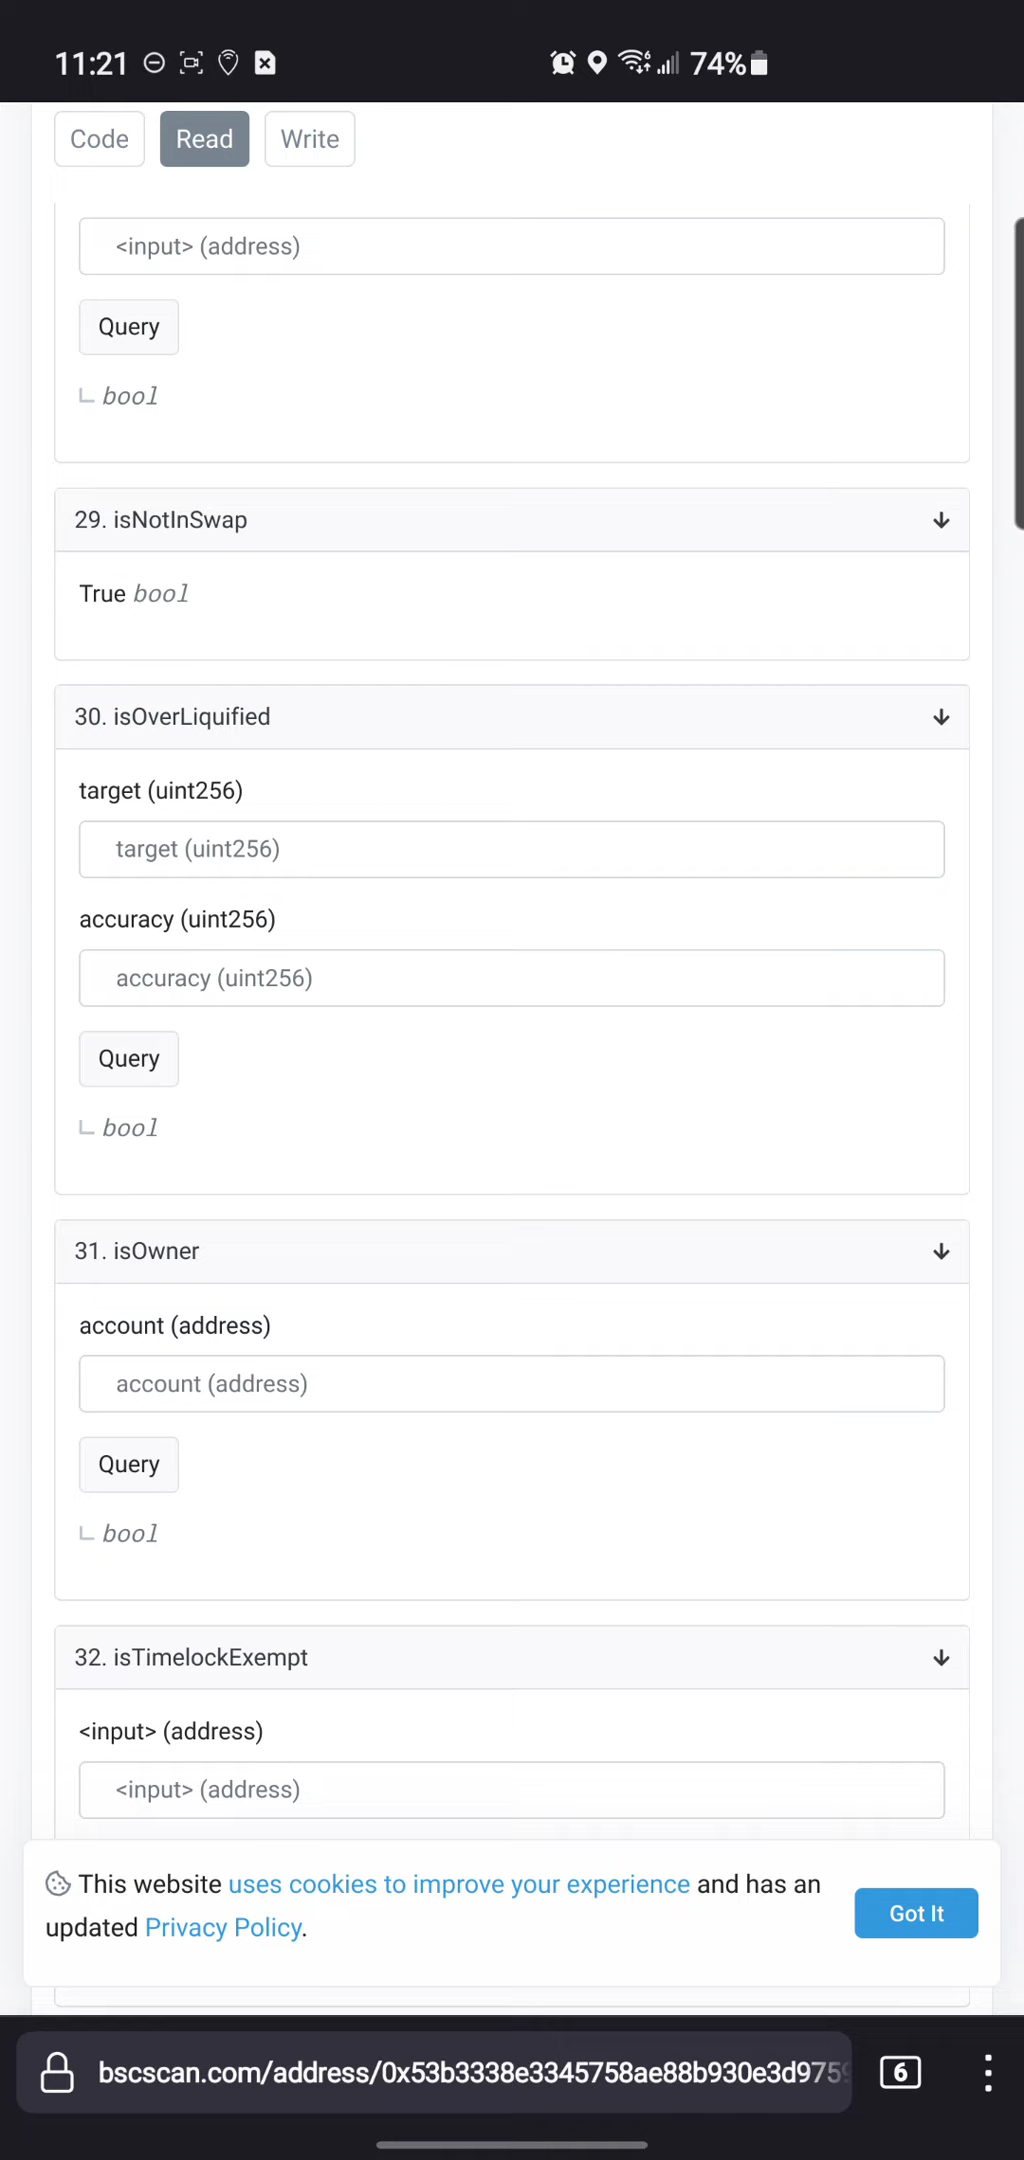 11:21
74%
Code Read Write
<input> (address)
Query
bool
29. isNotInSwap
True bool
30. isOverLiquified
target (uint256)
target (uint256)
accuracy (uint256)
accuracy (uint256)
Query
bool
31. isOwner
account (address)
account (address)
Query
bool
32. isTimelockExempt
<input> (address)
<input> (address)
This website uses cookies to improve your experience and has an
updated Privacy Policy.
Got It
bscscan.com/address/0x53b3338e3345758ae88b930e3d9759
6